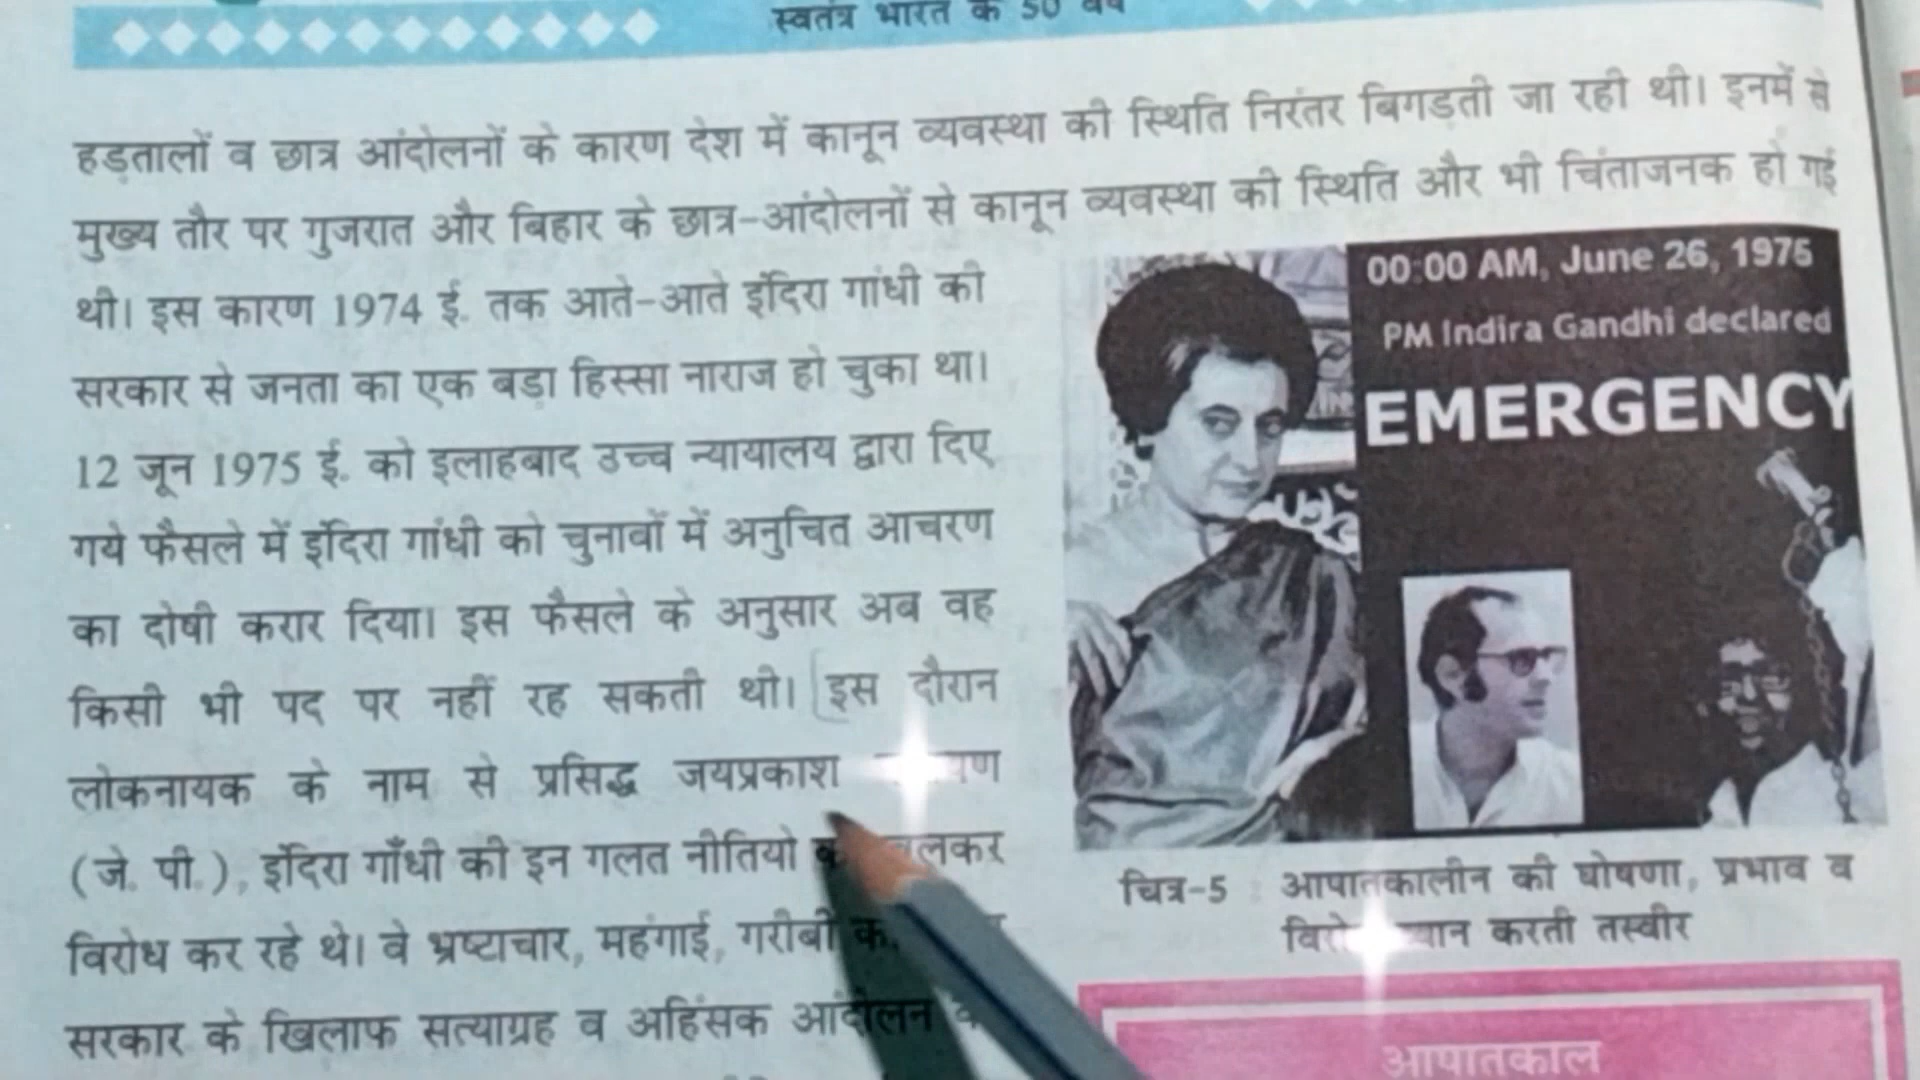 स्वतंत्र भारत के 50 वर्ष
हड़तालों व छात्र आंदोलनों के कारण देश में कानून व्यवस्था की स्थिति निरंतर बिगड़ती जा रही थी। इनमें से
मुख्य तौर पर गुजरात और बिहार के छात्र-आंदोलनों से कानून व्यवस्था की स्थिति और भी चिंताजनक हो गई
थी। इस कारण 1974 ई. तक आते-आते इंदिरा गांधी की
सरकार से जनता का एक बड़ा हिस्सा नाराज हो चुका था।
12 जून 1975 ई. को इलाहबाद उच्च न्यायालय द्वारा दिए
गये फैसले में इंदिरा गांधी को चुनावों में अनुचित आचरण
का दोषी करार दिया। इस फैसले के अनुसार अब वह
किसी भी पद पर नहीं रह सकती थी। इस दौरान
लोकनायक के नाम से प्रसिद्ध जयप्रकाश
(जे. पी.), इंदिरा गाँधी की इन गलत नीतियो
विरोध कर रहे थे। वे भ्रष्टाचार, महंगाई, गरीबी
सरकार के खिलाफ सत्याग्रह व अहिंसक आंदोलन
00:00 AM, June 26, 1975
PM Indira Gandhi declared
EMERGENCY
चित्र-5 : आपातकालीन की घोषणा, प्रभाव व
करती तस्वीर
आपातकाल